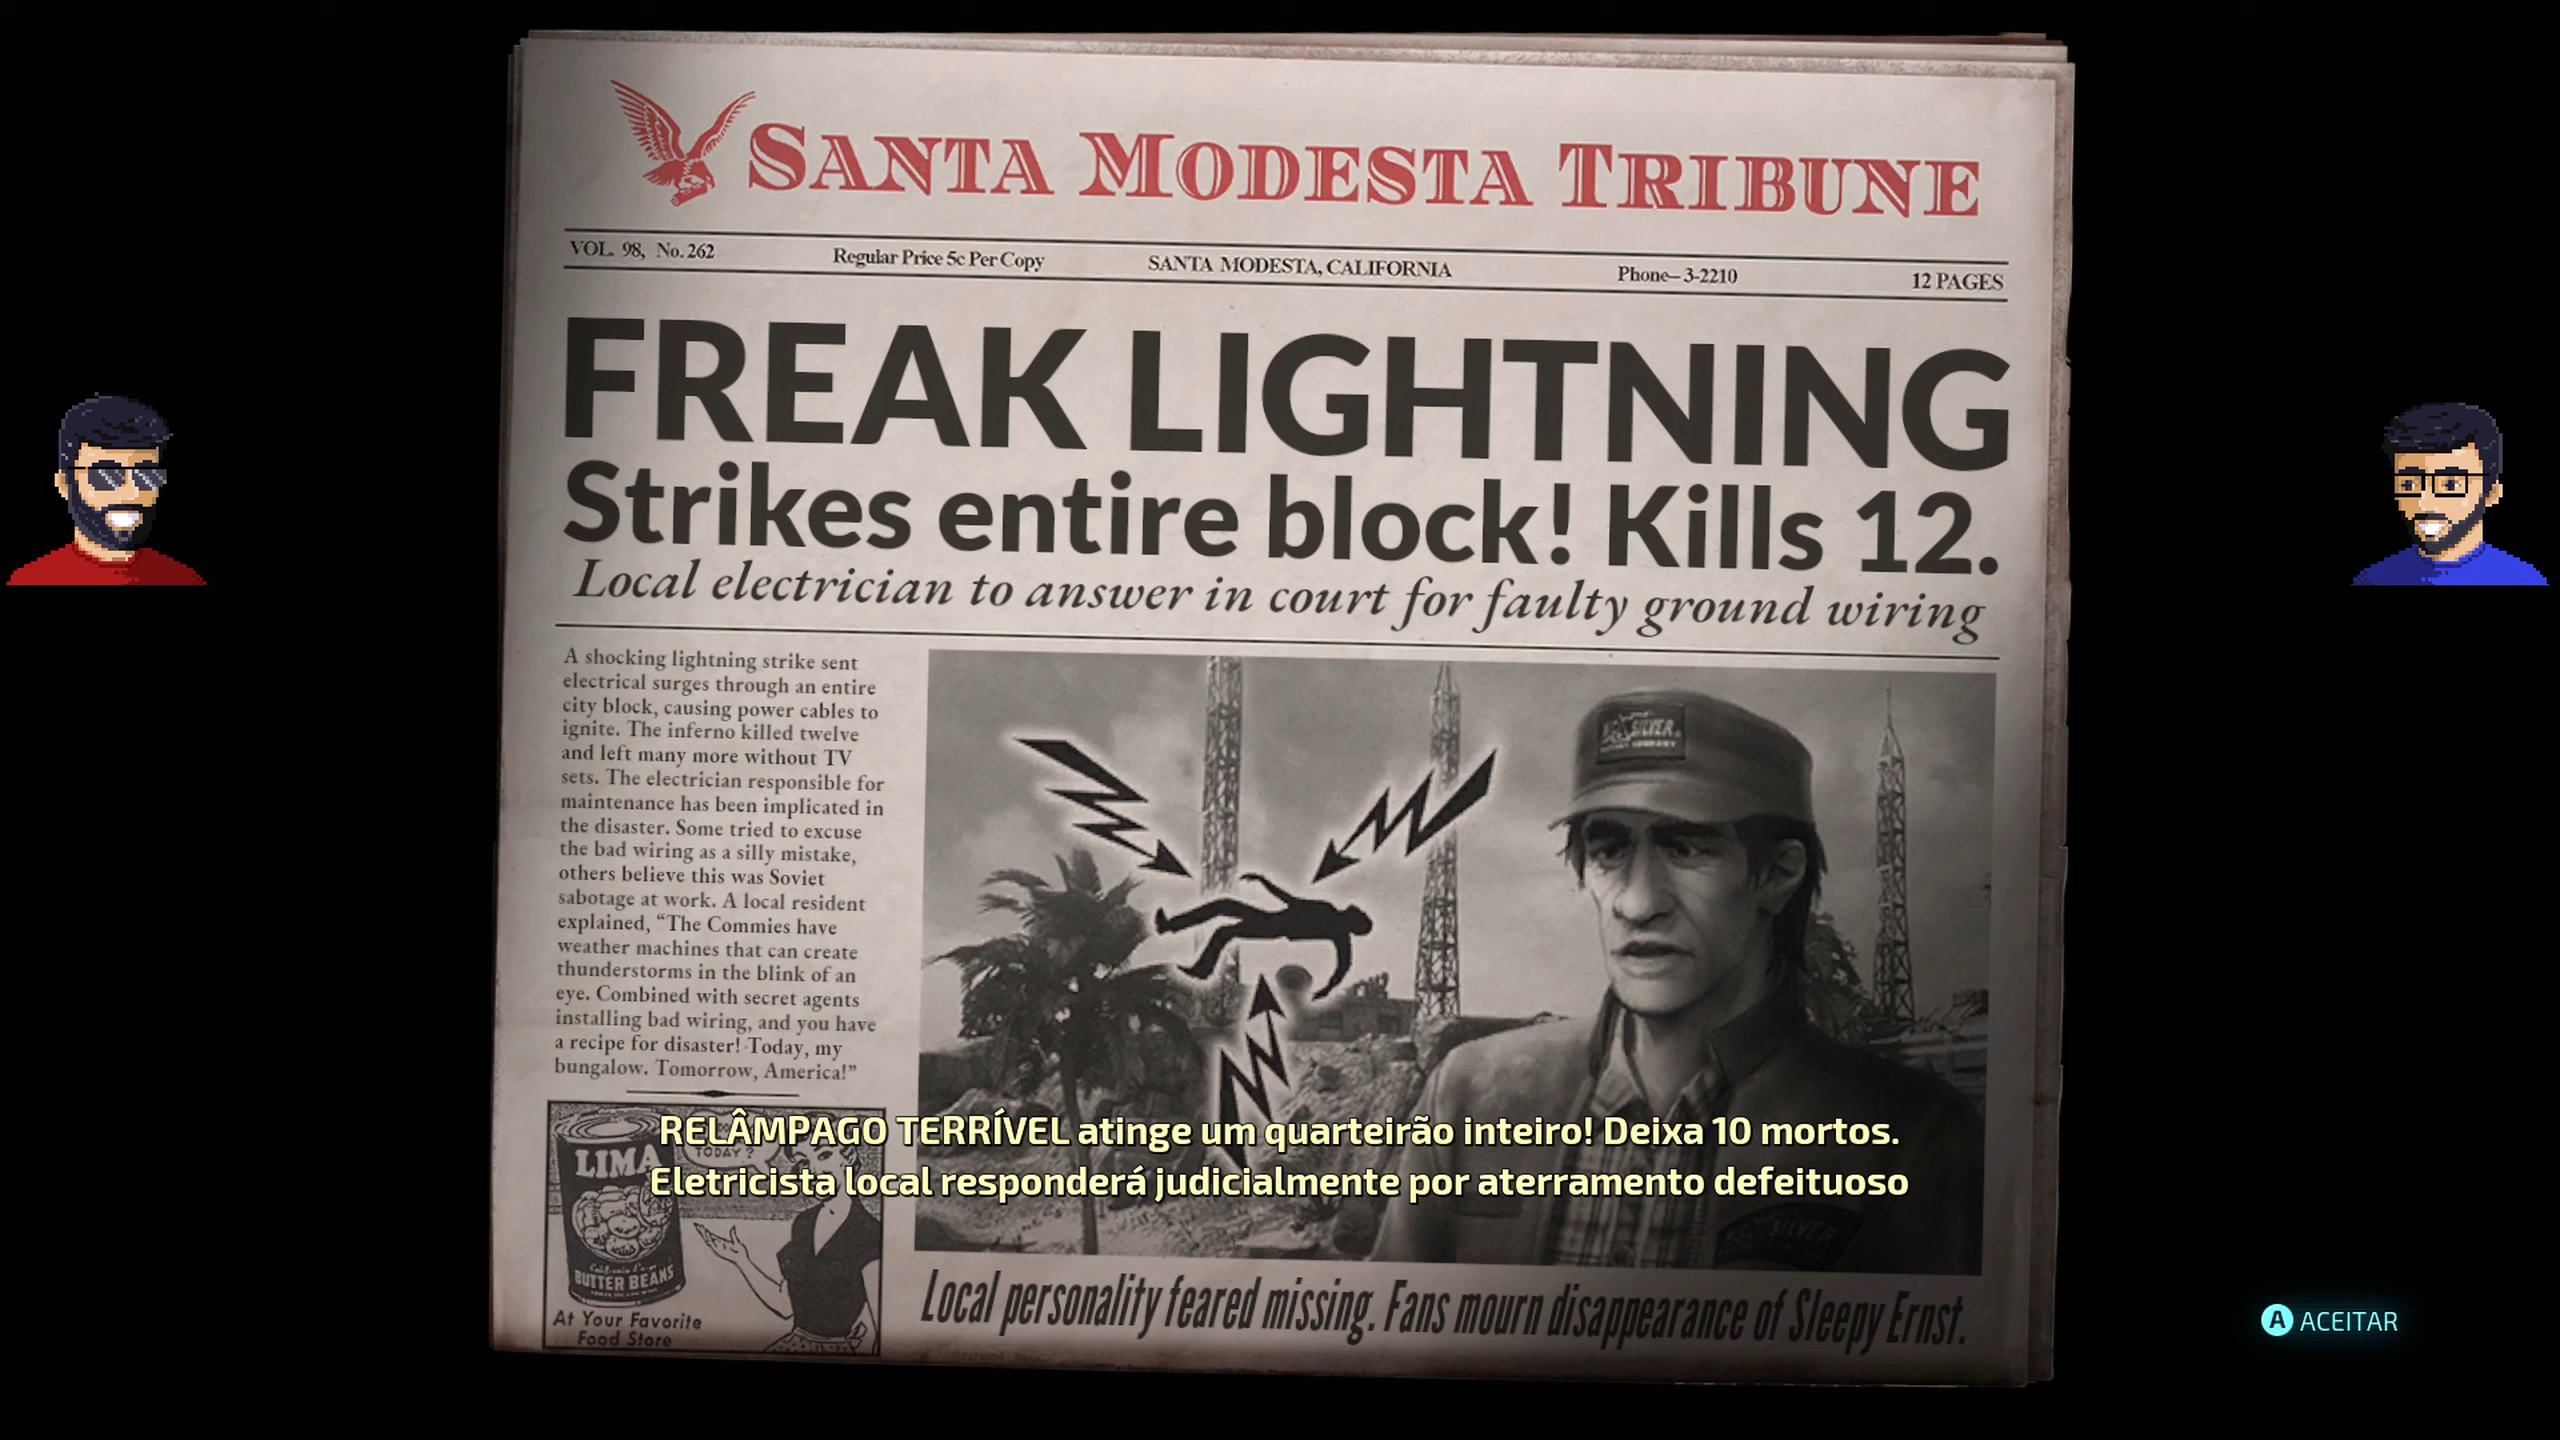 SANTA MODESTA TRIBUNE
VOL. 98, No. 262 Regular Price 5c Per Copy SANTA MODESTA, CALIFORNIA Phone– 3-2210 12 PAGES
FREAK LIGHTNING
Strikes entire block! Kills 12.
Local electrician to answer in court for faulty ground wiring
A shocking lightning strike sent
electrical surges through an entire
city block, causing power cables to
ignite. The inferno killed twelve
and left many more without TV
sets. The electrician responsible for
maintenance has been implicated in
the disaster. Some tried to excuse
the bad wiring as a silly mistake,
others believe this was Soviet
sabotage at work. A local resident
explained, “The Commies have
weather machines that can create
thunderstorms in the blink of an
eye. Combined with secret agents
installing bad wiring, and you have
a recipe for disaster! Today, my
bungalow. Tomorrow, America!”
SILVER
TODAY?
LIMA
BUTTER BEANS
At Your Favorite
Food Store
SILVER
RELÂMPAGO TERRÍVEL atinge um quarteirão inteiro! Deixa 10 mortos.
Eletricista local responderá judicialmente por aterramento defeituoso
Local personality feared missing. Fans mourn disappearance of Sleepy Ernst.
A ACEITAR